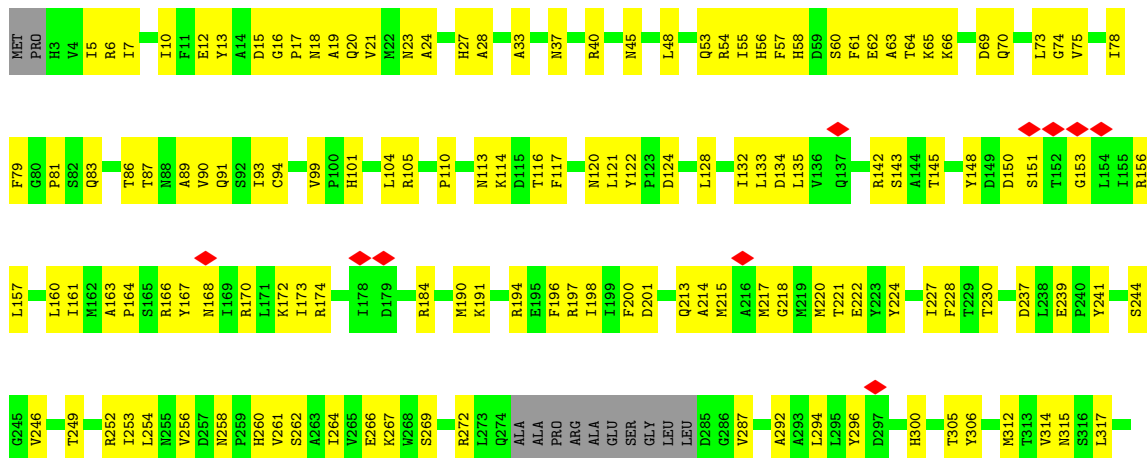 MET PRO H3 V4 I5 R6 I7 I10 F11 E12 Y13 A14 D15 G16 P17 N18 A19 Q20 V21 M22 N23 A24 H27 A28 A33 N37 R40 N45 L48 Q53 R54 I55 H56 F57 H58 D59 S60 F61 E62 A63 T64 K65 K66 D69 Q70 L73 G74 V75 I78
F79 G80 P81 S82 Q83 T86 T87 N88 A89 V90 Q91 S92 I93 C94 V99 P100 H101 L104 R105 P110 N113 K114 D115 T116 F117 N120 L121 Y122 P123 D124 L128 I132 L133 D134 L135 V136 Q137 R142 S143 A144 T145 Y148 D149 D150 S151 T152 G153 L154 I155 R156
L157 L160 I161 M162 A163 P164 S165 R166 Y167 N168 I169 R170 L171 K172 I173 R174 I178 D179 R184 M190 K191 R194 E195 F196 R197 I198 I199 F200 D201 Q213 A214 M215 A216 M217 G218 M219 M220 T221 E222 Y223 Y224 I227 F228 T229 T230 D237 L238 E239 P240 Y241 S244
G245 V246 T249 R252 I253 L254 N255 V256 D257 N258 P259 H260 V261 S262 A263 I264 V265 E266 K267 W268 S269 R272 L273 Q274 ALA ALA PRO ARG ALA GLU SER GLY LEU LEU D285 G286 V287 A292 A293 L294 L295 Y296 D297 H300 T305 Y306 M312 T313 V314 N315 S316 L317